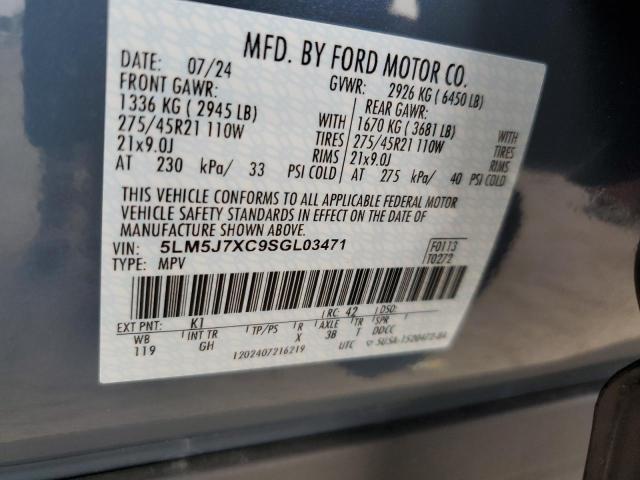 MFD. BY FORD MOTOR CO.
DATE: 07/24 GVWR: 2926 KG (6450 LB)
FRONT GAWR: REAR GAWR:
1336 KG (2945 LB) WITH 1670 KG (3681 LB) WITH
275/45R21 110W TIRES 275/45R21 110W TIRES
21x9.0J RIMS 21x9.0J RIMS
AT 230 kPa/ 33 PSI COLD AT 275 kPa/ 40 PSI COLD
THIS VEHICLE CONFORMS TO ALL APPLICABLE FEDERAL MOTOR
VEHICLE SAFETY STANDARDS IN EFFECT ON THE DATE OF
MANUFACTURE SHOWN ABOVE.
VIN: 5LM5J7XC9SGL03471 F0113
TYPE: MPV T0272
EXT PNT: K1 RC: 42 DSO:
WB INT TR TP/PS R AXLE TR SPR
119 GH X 3B T DDCC
1202407216219 UTC